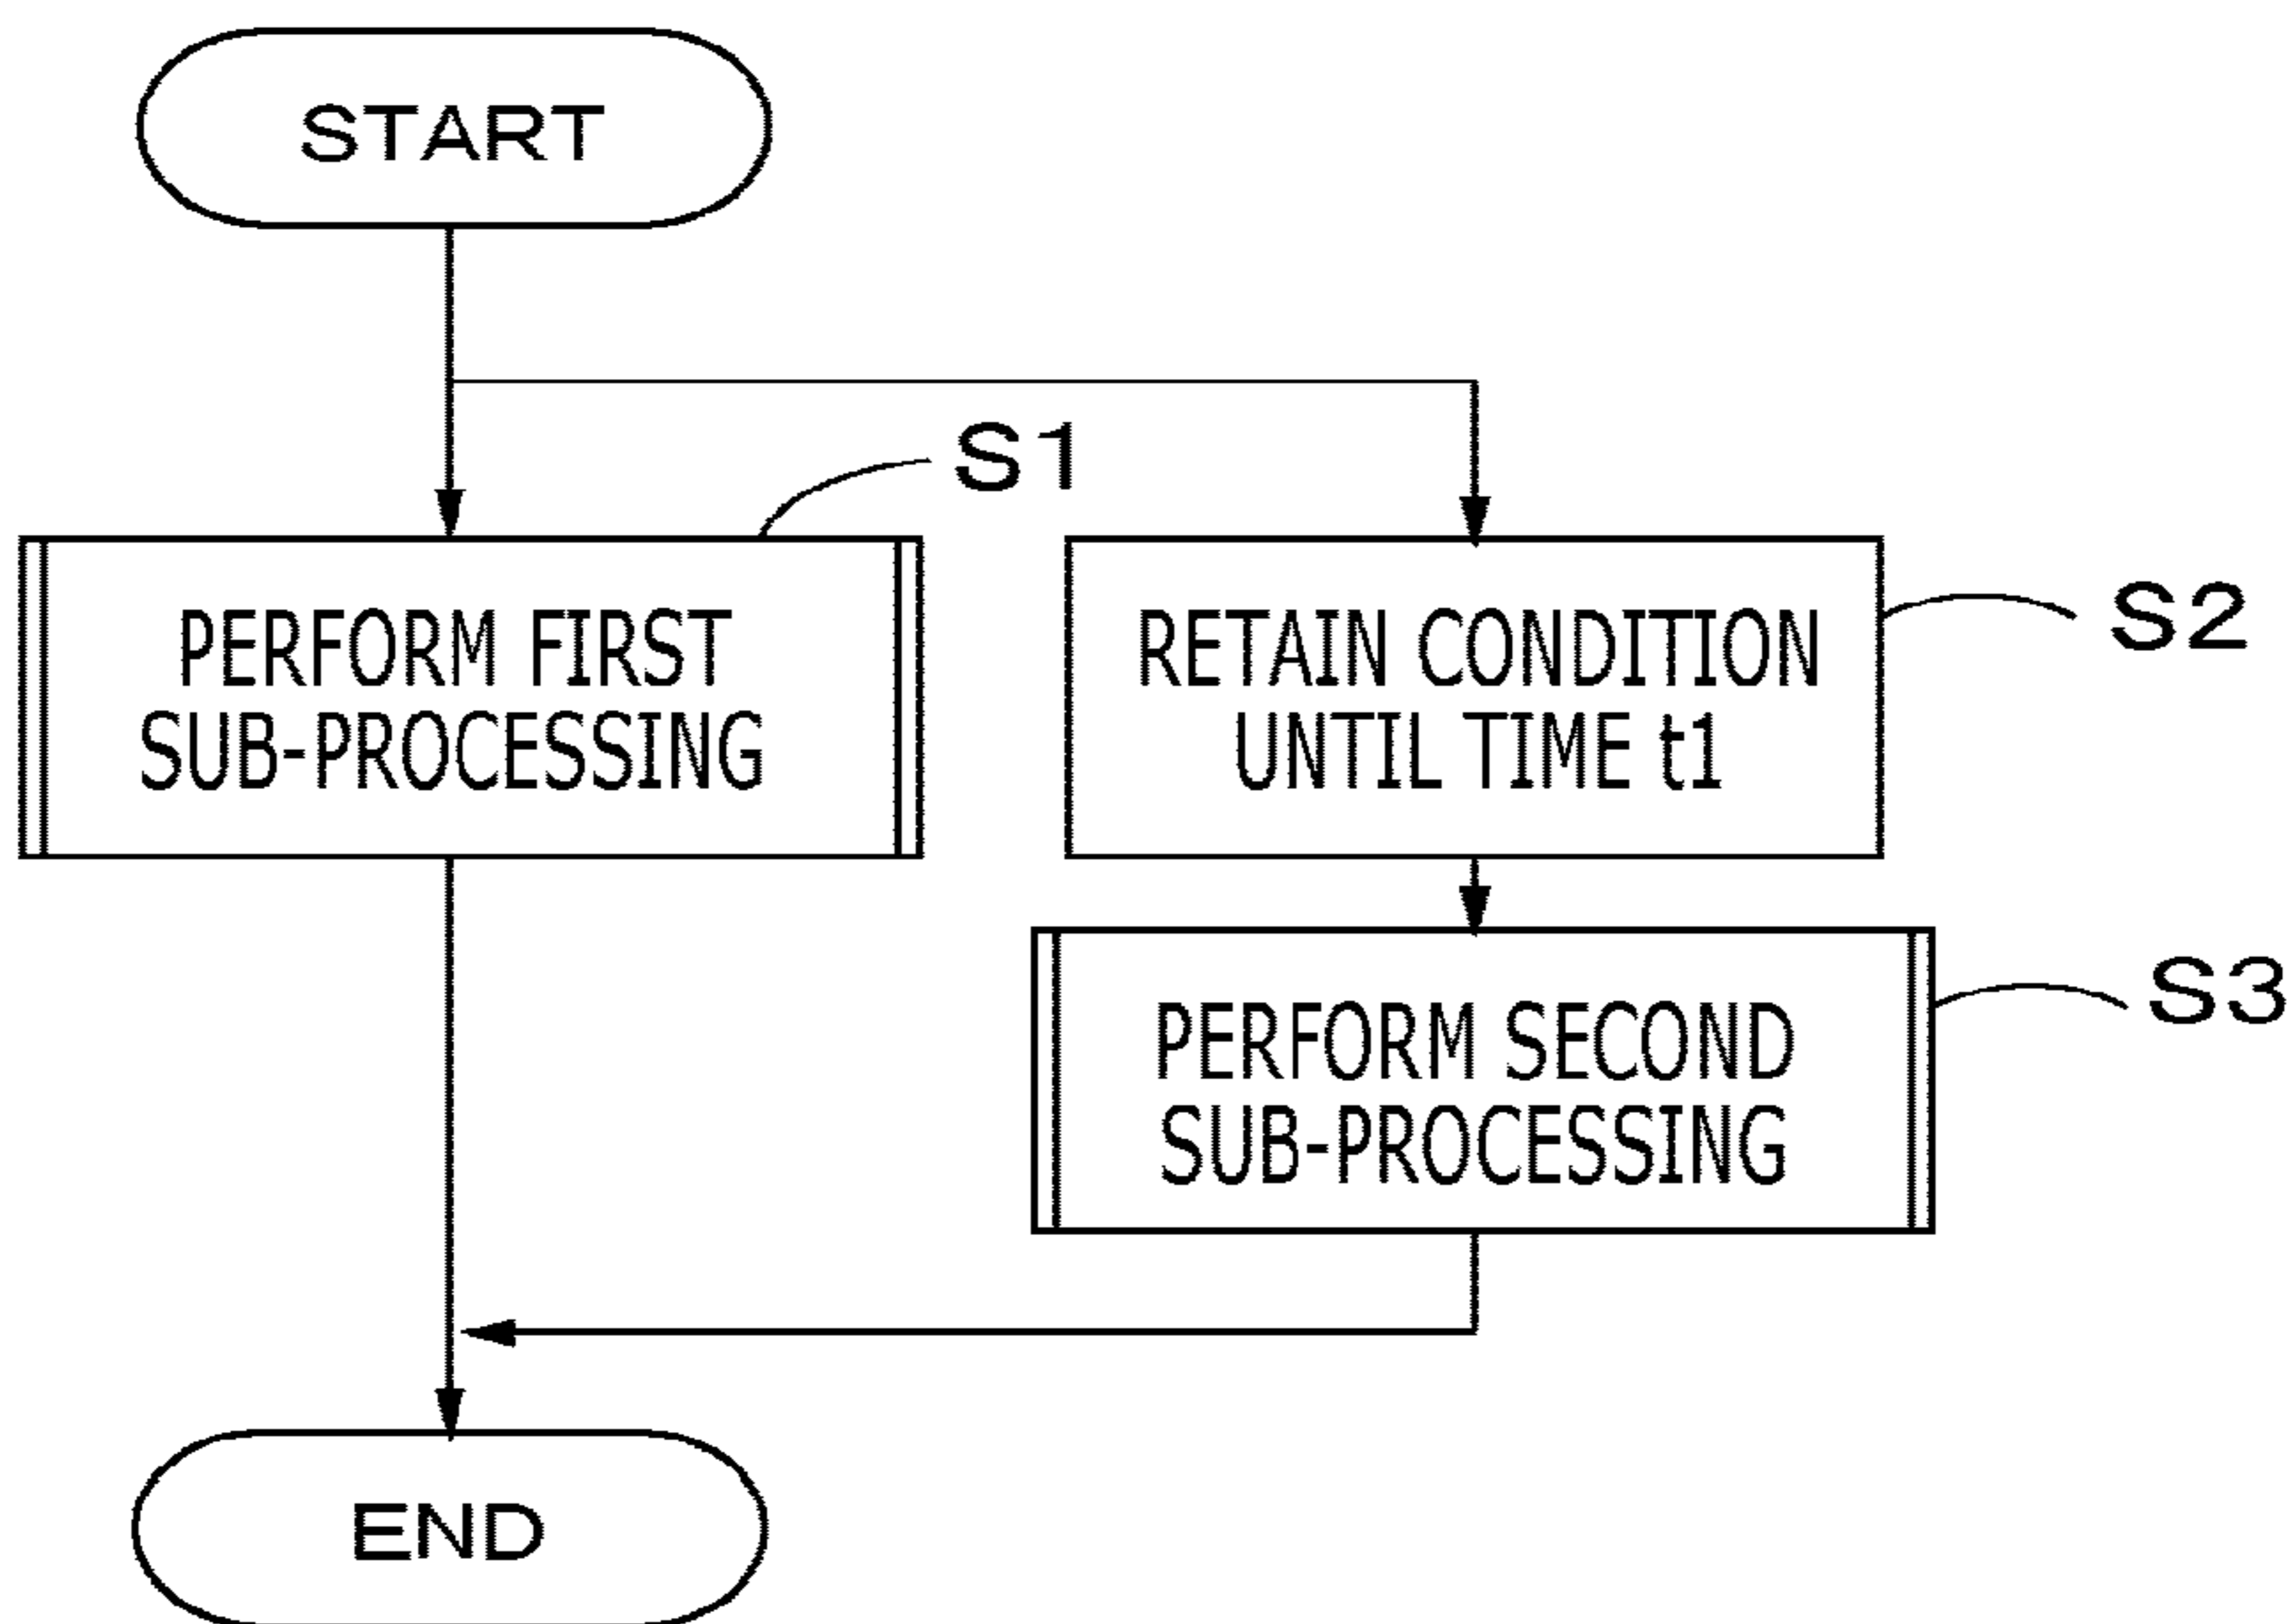 START
S1
PERFORM FIRST
SUB-PROCESSING
RETAIN CONDITION
UNTIL TIME t1
S2
PERFORM SECOND
SUB-PROCESSING
S3
END